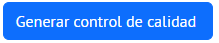 Generar control de calidad